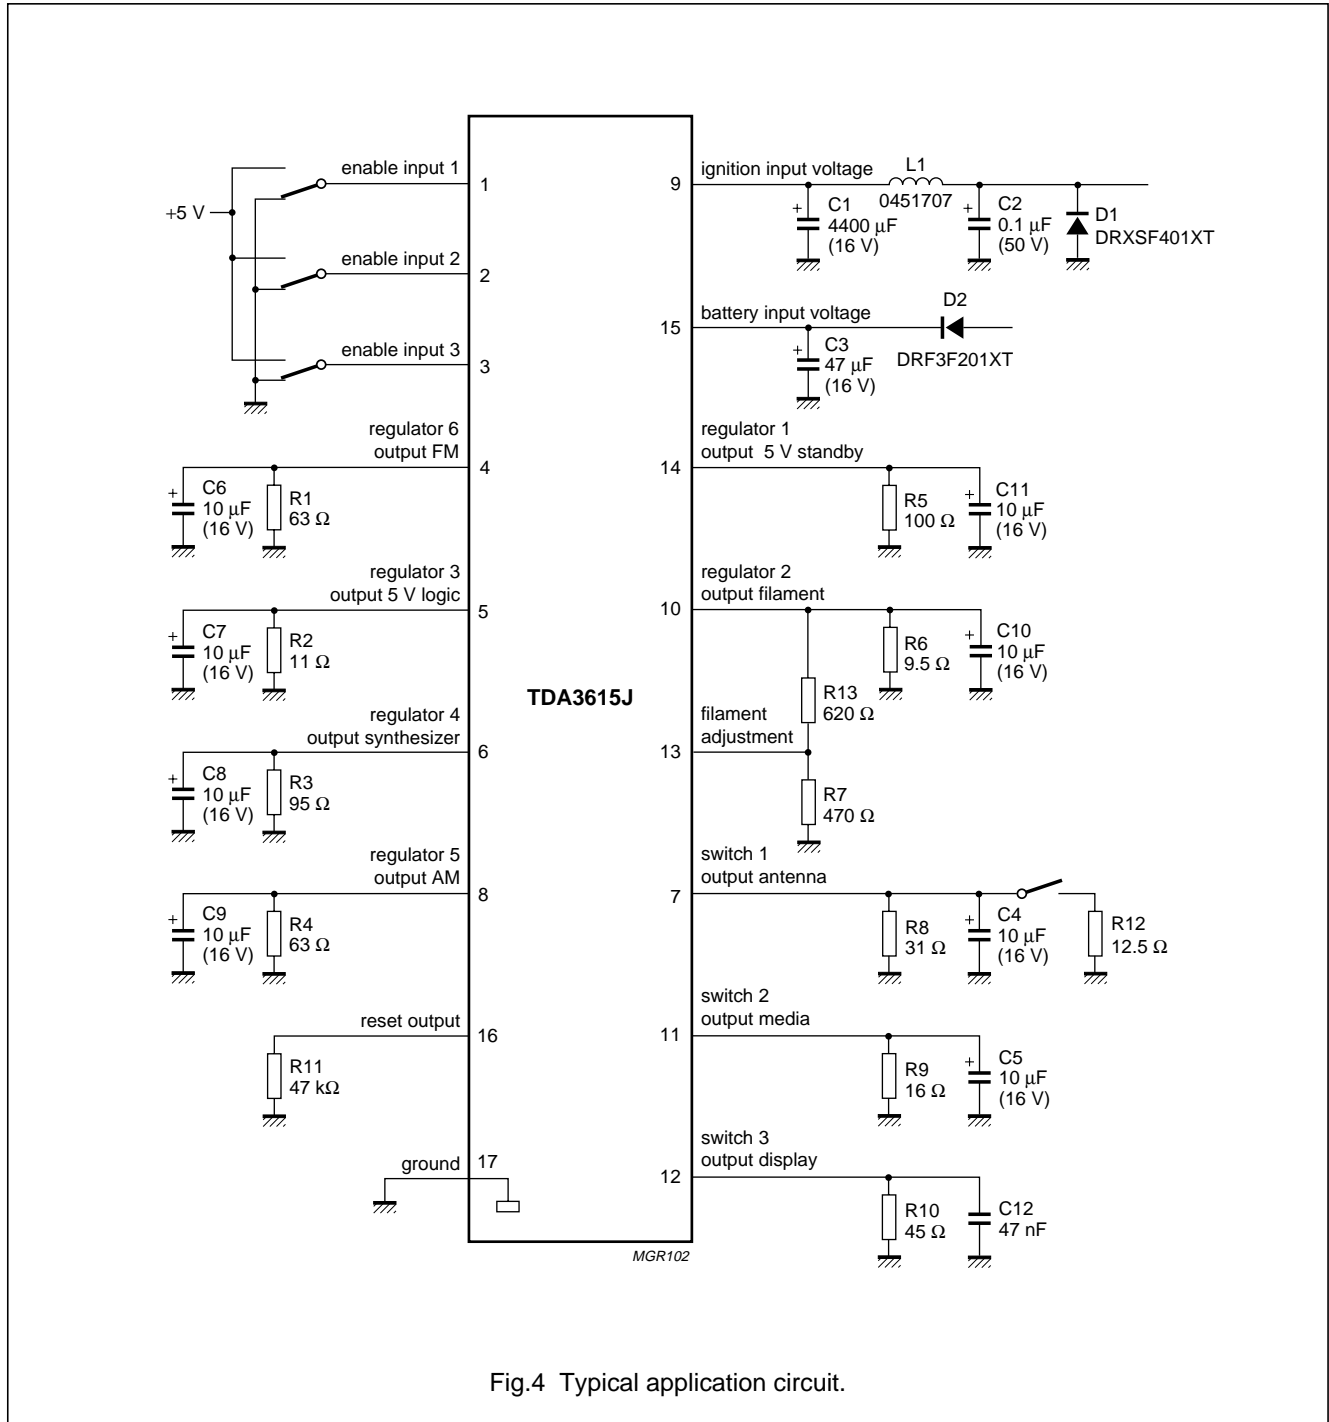 enable input 1
1
+5 V
enable input 2
2
enable input 3
3
regulator 6
output FM
4
C6
10 μF
(16 V)
+
R1
63 Ω
regulator 3
output 5 V logic
5
C7
10 μF
(16 V)
+
R2
11 Ω
regulator 4
output synthesizer
6
C8
10 μF
(16 V)
+
R3
95 Ω
regulator 5
output AM
8
C9
10 μF
(16 V)
+
R4
63 Ω
reset output
16
R11
47 kΩ
ground
17
TDA3615J
MGR102
9
ignition input voltage
L1
0451707
+
C1
4400 μF
(16 V)
+
C2
0.1 μF
(50 V)
D1
DRXSF401XT
15
battery input voltage
D2
DRF3F201XT
+
C3
47 μF
(16 V)
regulator 1
output 5 V standby
14
R5
100 Ω
+
C11
10 μF
(16 V)
regulator 2
output filament
10
R6
9.5 Ω
+
C10
10 μF
(16 V)
R13
620 Ω
filament
adjustment
13
R7
470 Ω
switch 1
output antenna
7
R8
31 Ω
+
C4
10 μF
(16 V)
R12
12.5 Ω
switch 2
output media
11
R9
16 Ω
+
C5
10 μF
(16 V)
switch 3
output display
12
R10
45 Ω
C12
47 nF
Fig.4 Typical application circuit.